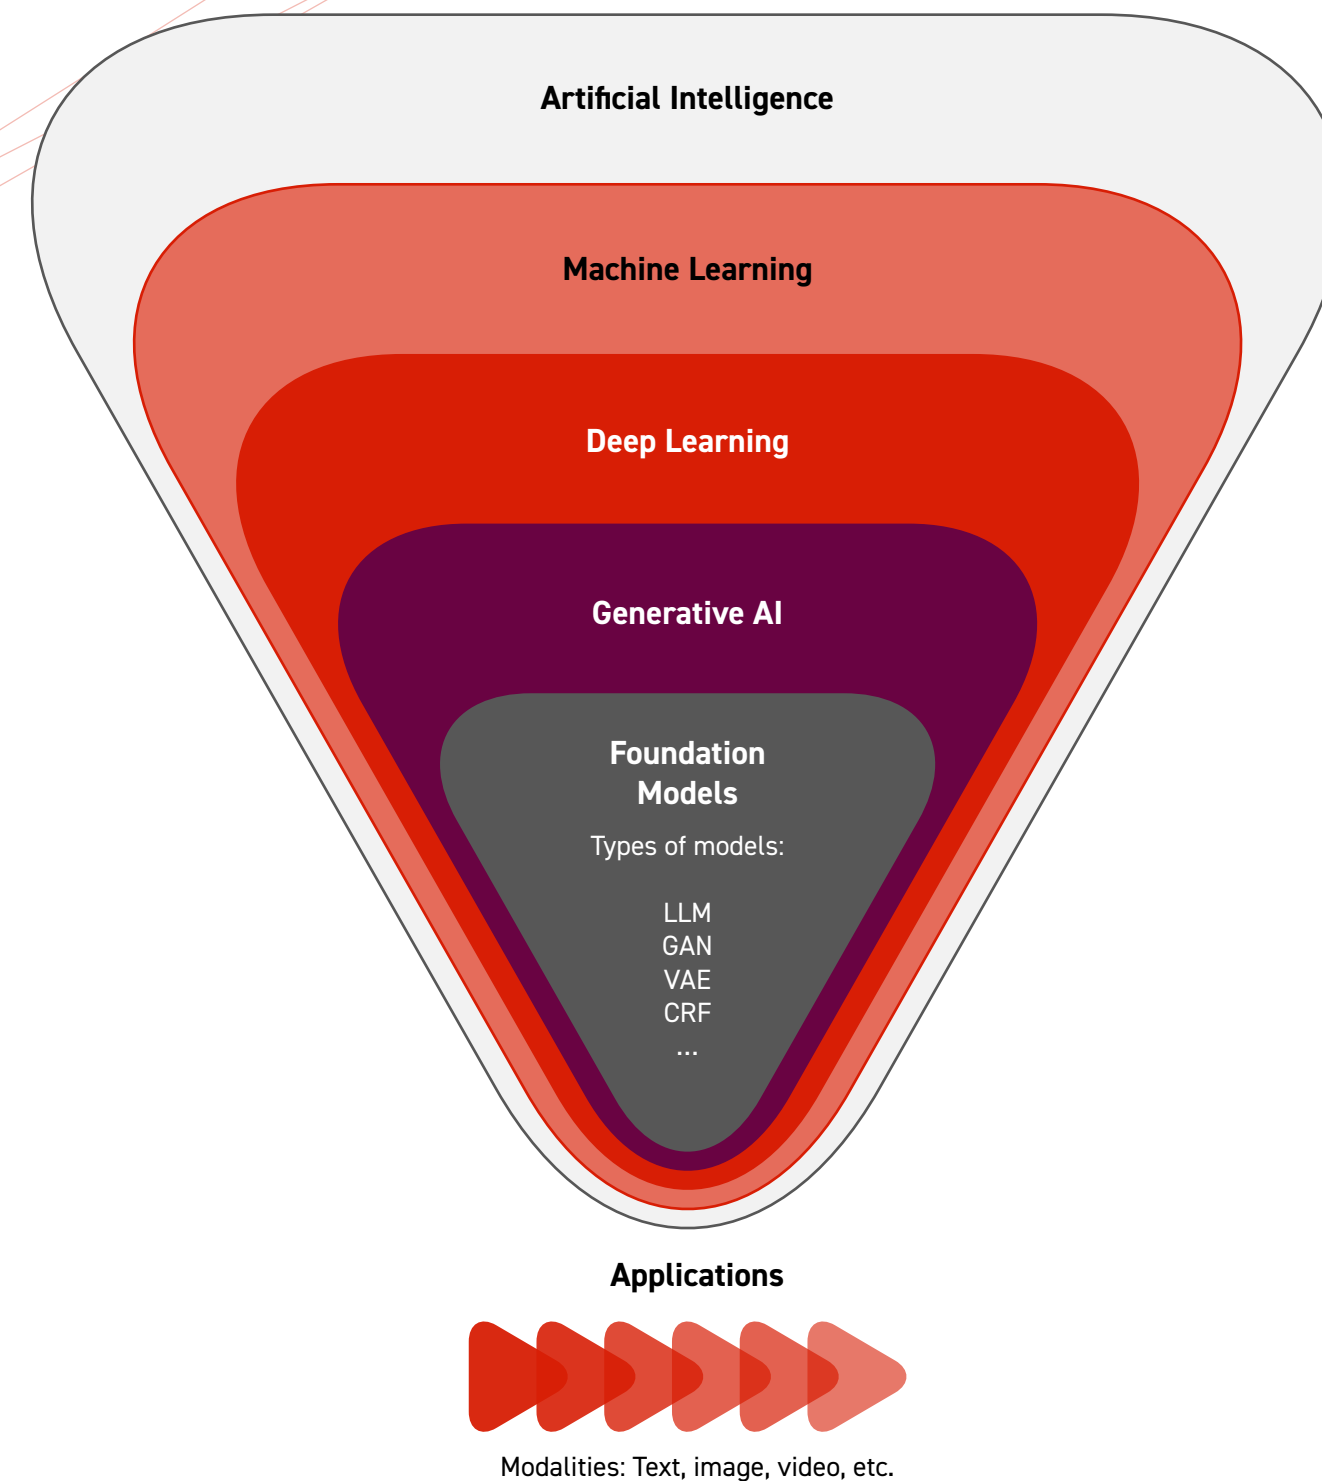 Artificial Intelligence
Machine Learning
Deep Learning
Generative AI
Foundation
Models
Types of models:
LLM
GAN
VAE
CRF
...
Applications
Modalities: Text, image, video, etc.